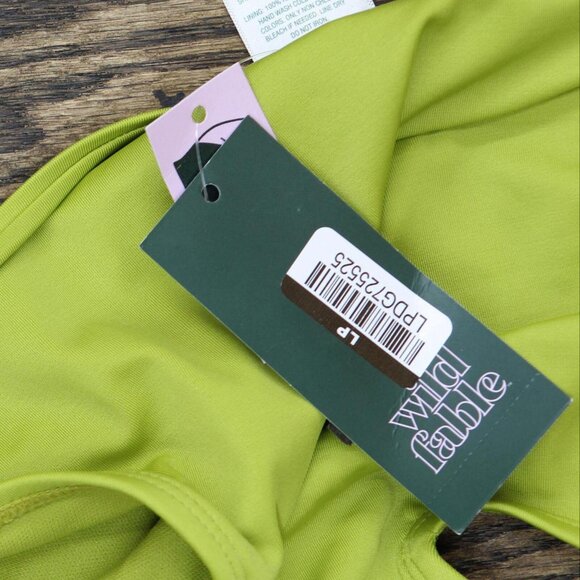 LINING: 100%
HAND WASH COLD
COLORS. ONLY NON CHLORINE
BLEACH IF NEEDED. LINE DRY
DO NOT IRON.
LP
LPDG725525
wild
fable
™